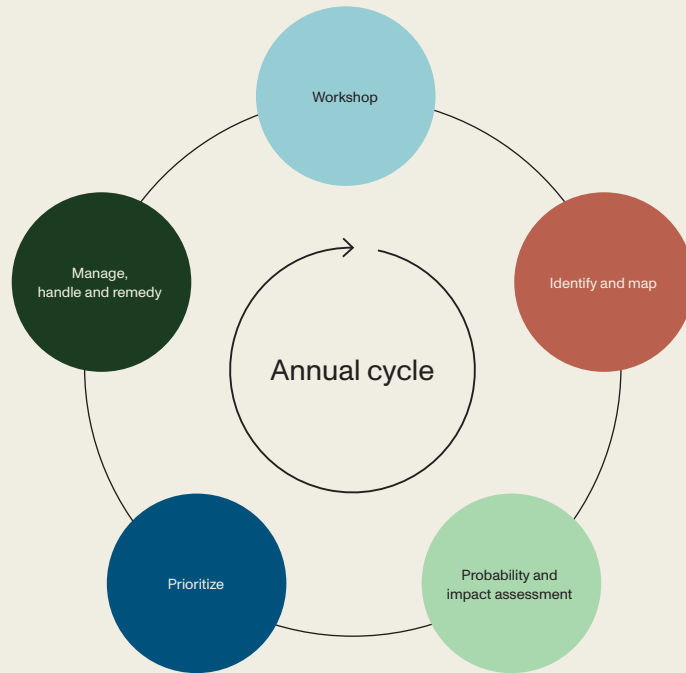 Workshop
Identify and map
Probability and
impact assessment
Prioritize
Manage,
handle and remedy
Annual cycle